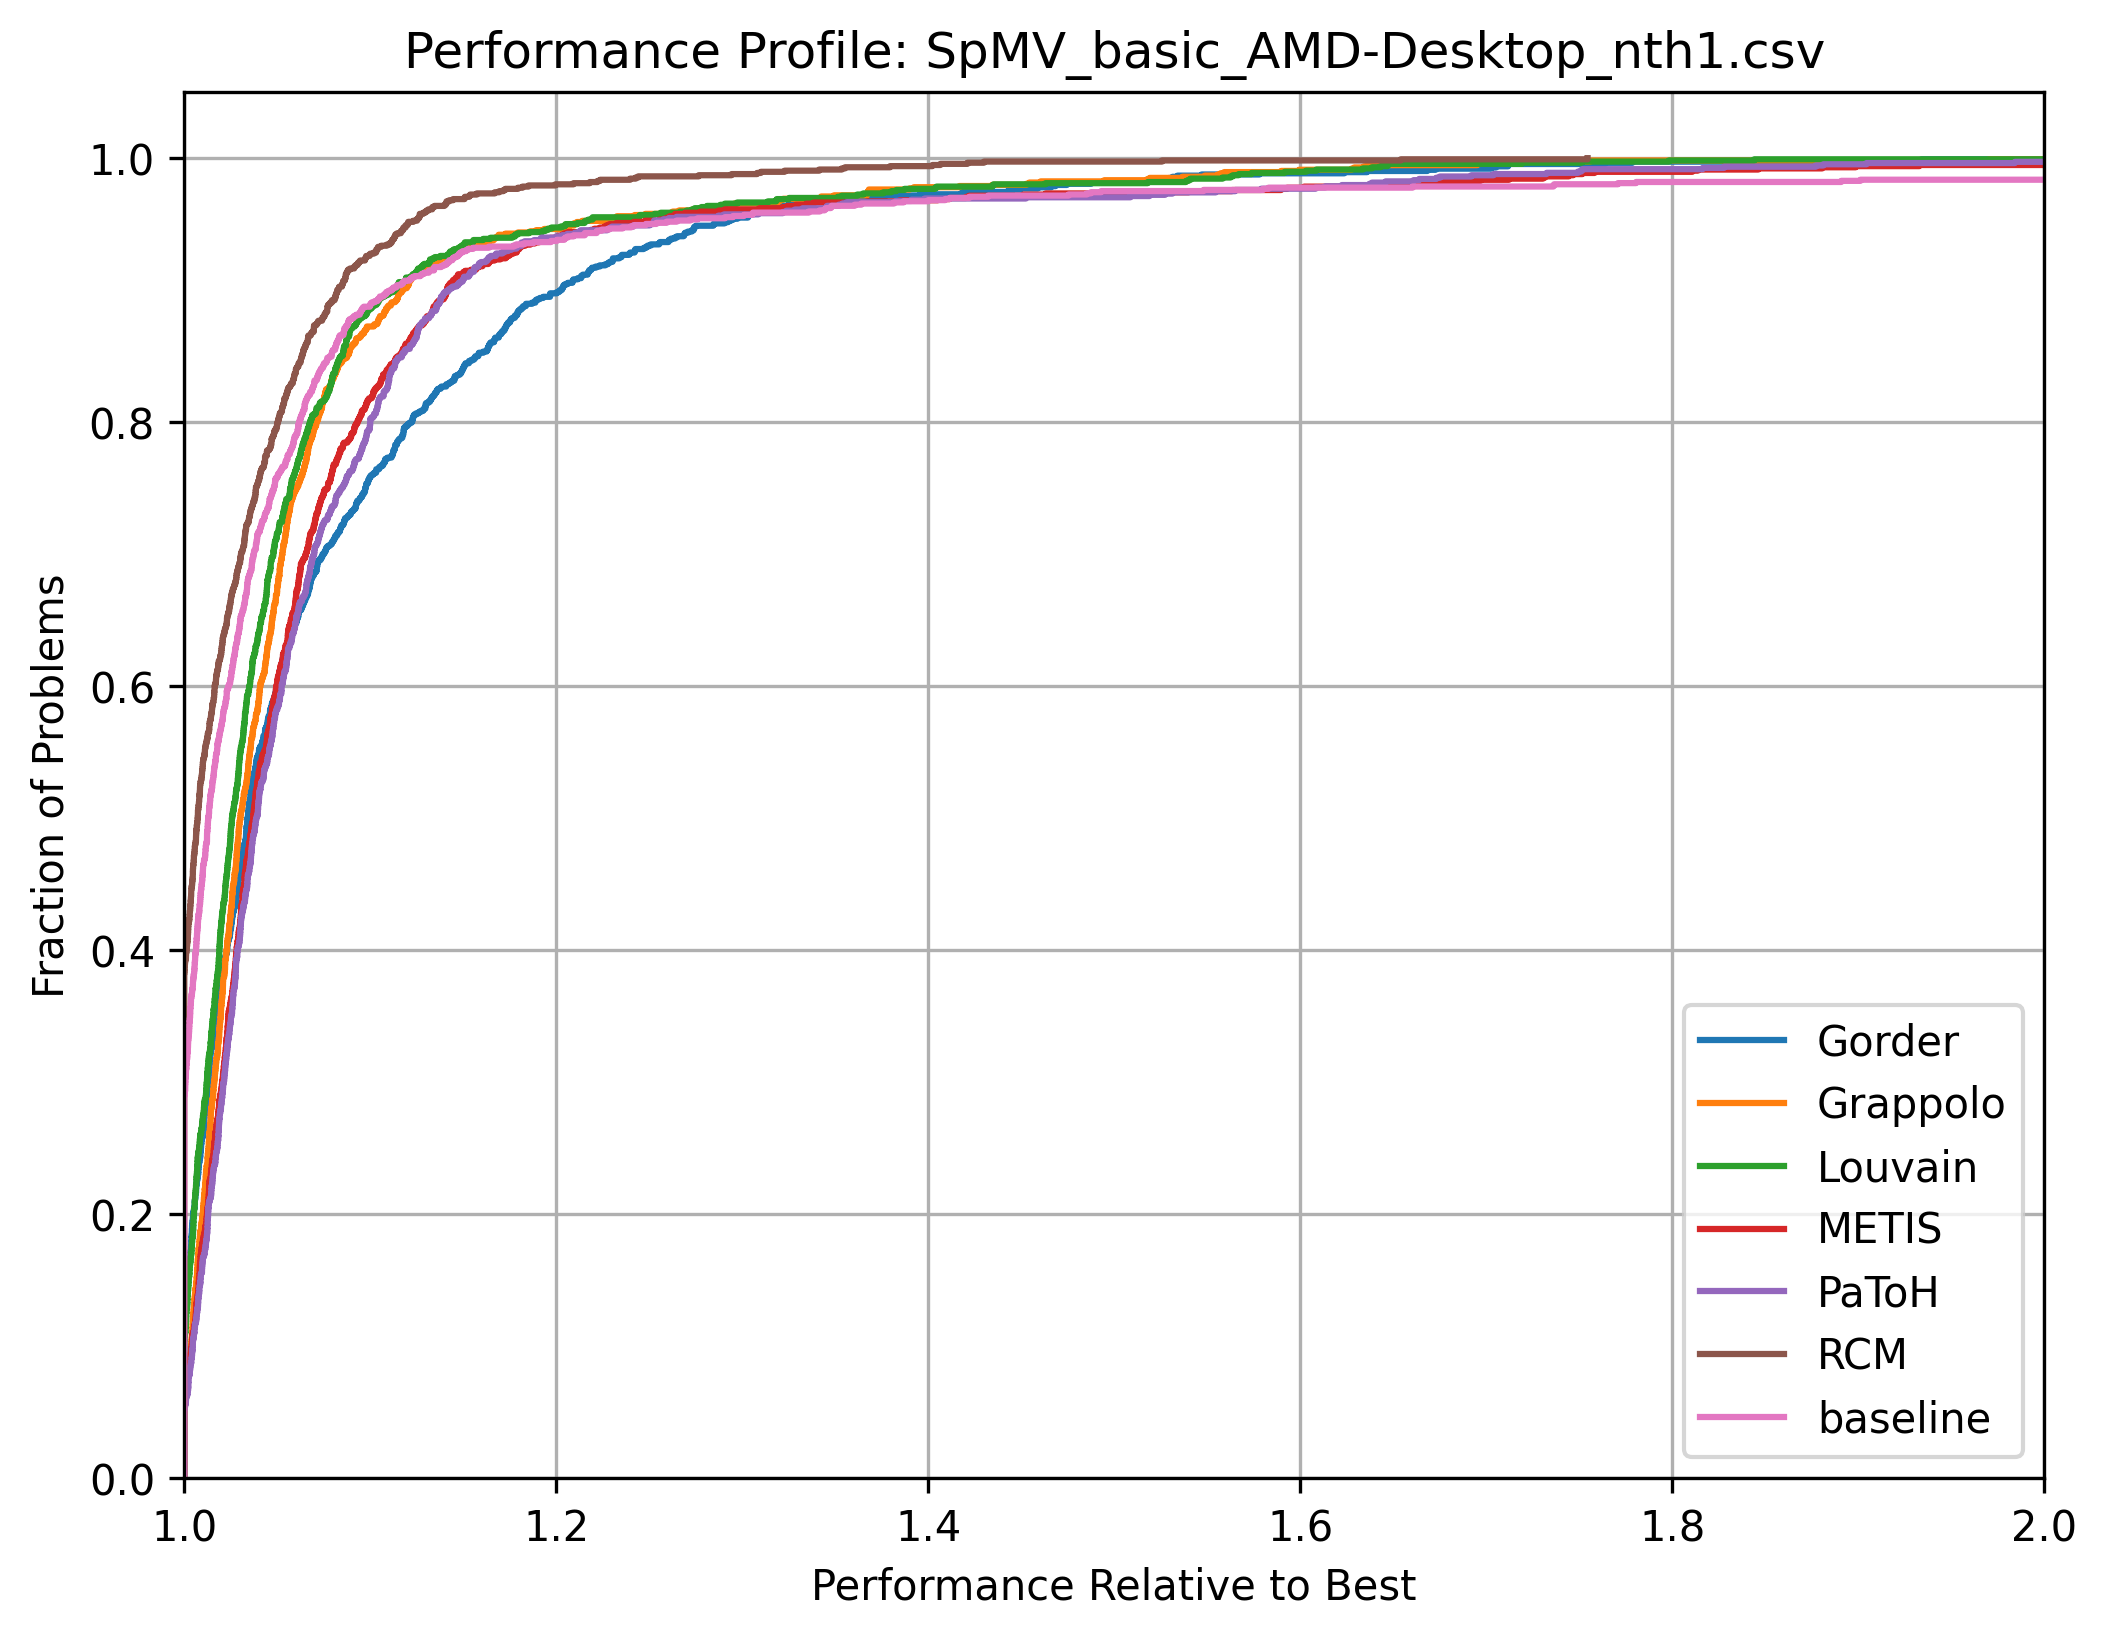 Performance Profile: SpMV_basic_AMD-Desktop_nth1.csv
Fraction of Problems
1.0
0.8
0.6
0.4
0.2
0.0
Gorder
Grappolo
Louvain
METIS
PaToH
RCM
baseline
1.0 1.2 1.4 1.6 1.8 2.0
Performance Relative to Best